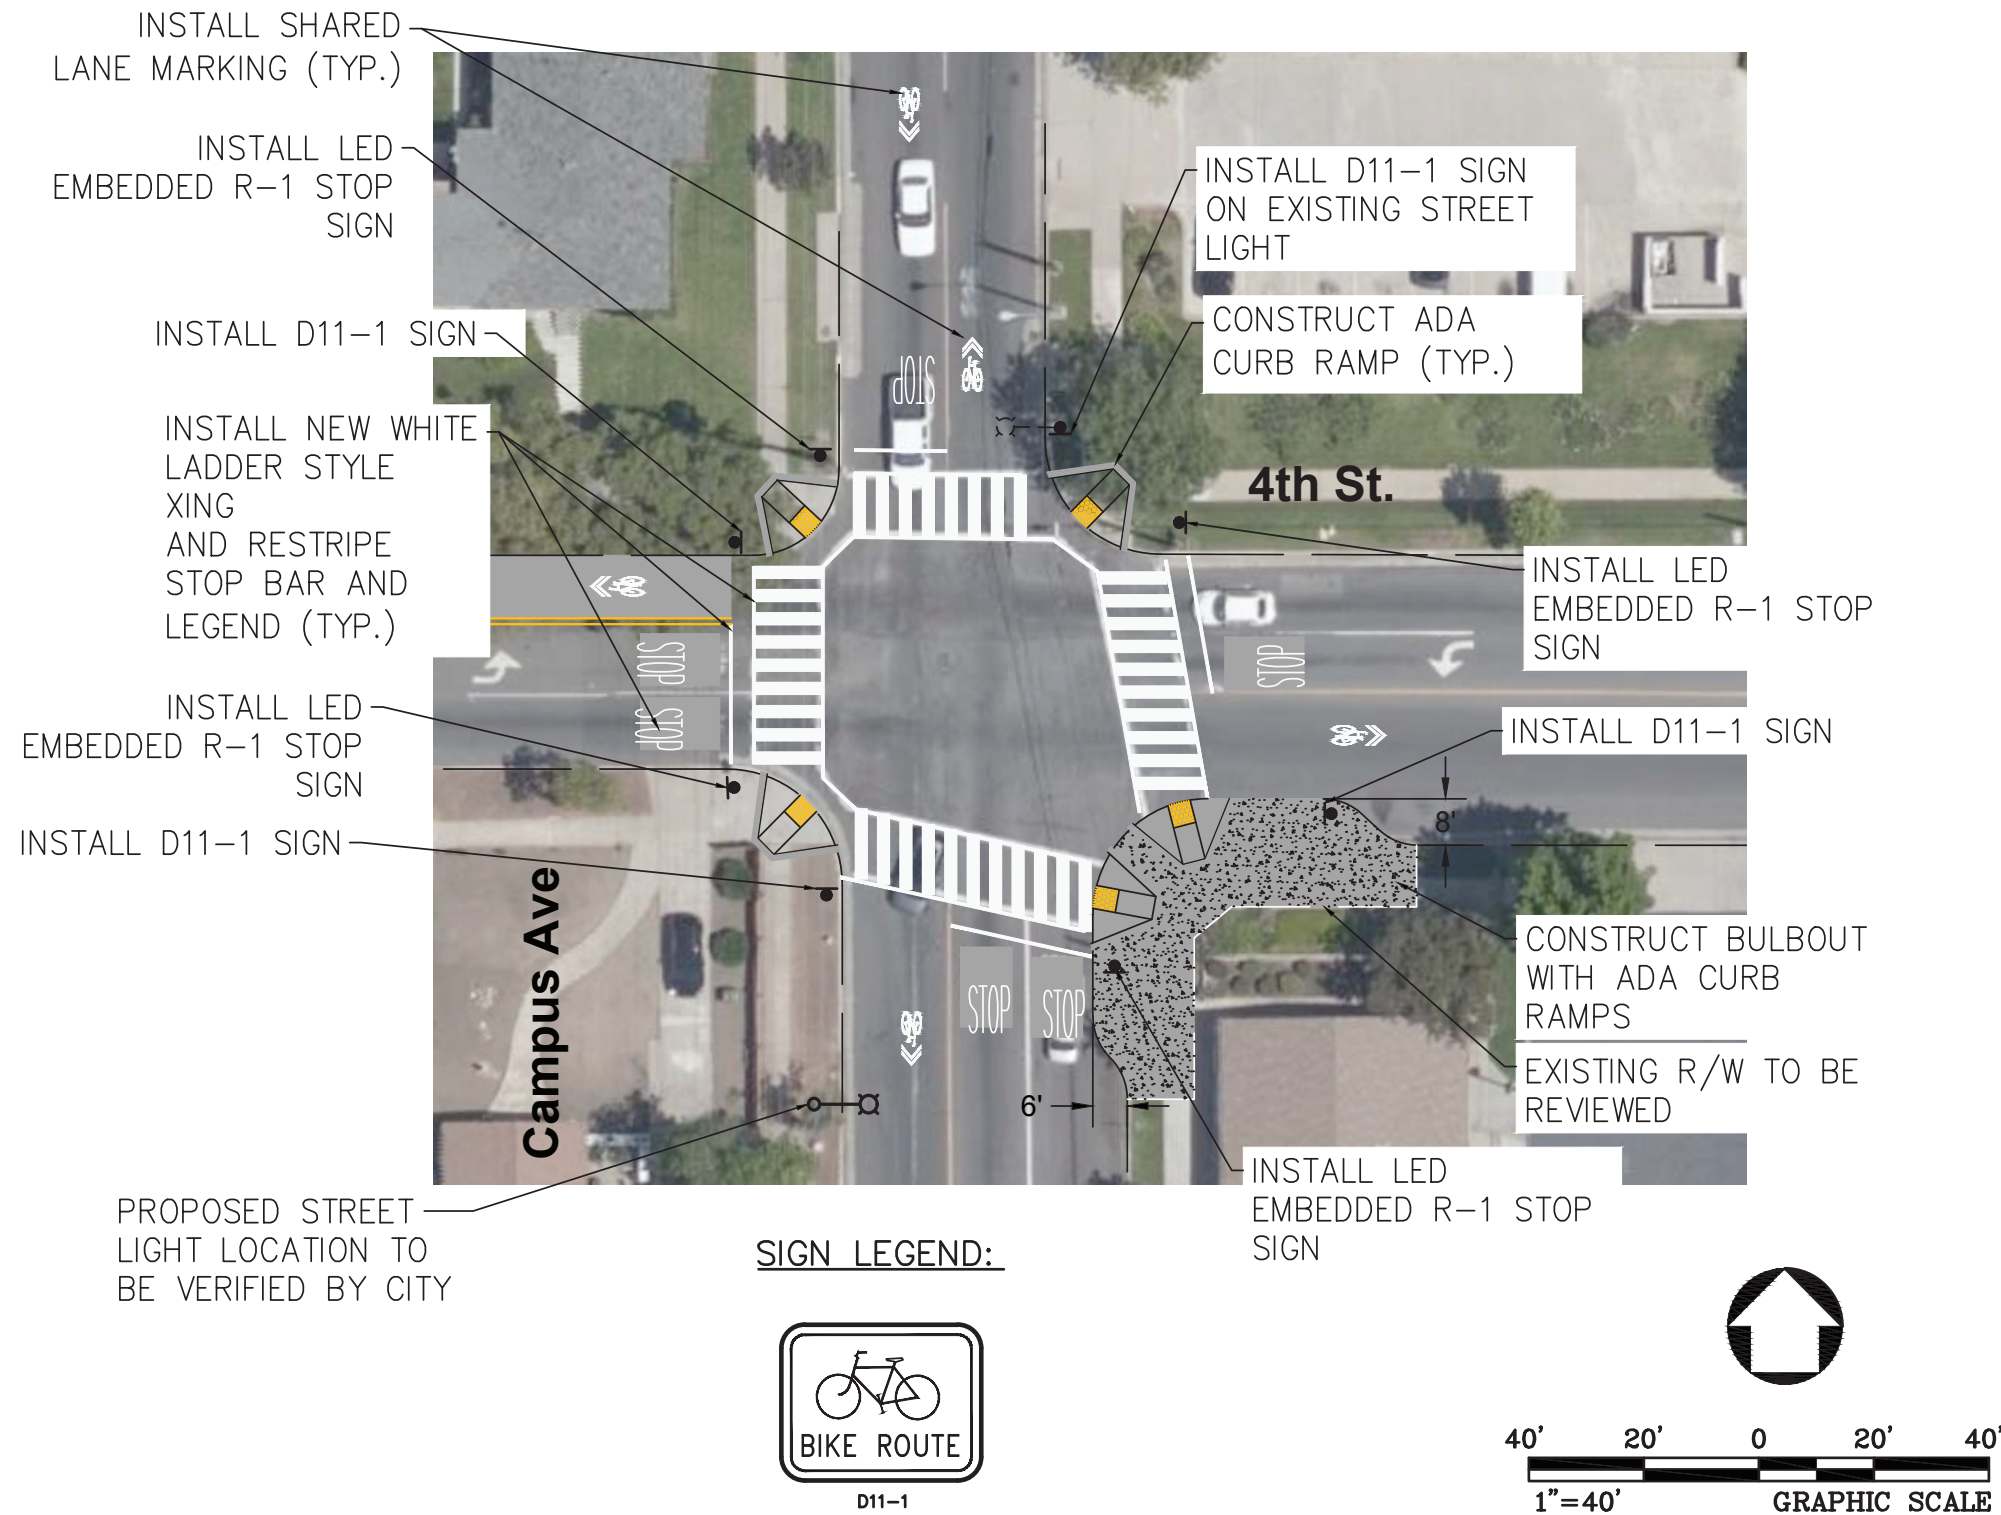 INSTALL SHARED
LANE MARKING (TYP.)
INSTALL LED
EMBEDDED R-1 STOP
SIGN
INSTALL D11-1 SIGN
INSTALL NEW WHITE
LADDER STYLE
XING
AND RESTRIPE
STOP BAR AND
LEGEND (TYP.)
INSTALL LED
EMBEDDED R-1 STOP
SIGN
INSTALL D11-1 SIGN
Campus Ave
PROPOSED STREET
LIGHT LOCATION TO
BE VERIFIED BY CITY
STOP
STOP
STOP
STOP
STOP
STOP
INSTALL D11-1 SIGN
ON EXISTING STREET
LIGHT
CONSTRUCT ADA
CURB RAMP (TYP.)
4th St.
INSTALL LED
EMBEDDED R-1 STOP
SIGN
INSTALL D11-1 SIGN
8'
CONSTRUCT BULBOUT
WITH ADA CURB
RAMPS
EXISTING R/W TO BE
REVIEWED
6'
INSTALL LED
EMBEDDED R-1 STOP
SIGN
SIGN LEGEND:
BIKE ROUTE
D11-1
40' 20' 0 20' 40'
1"=40' GRAPHIC SCALE